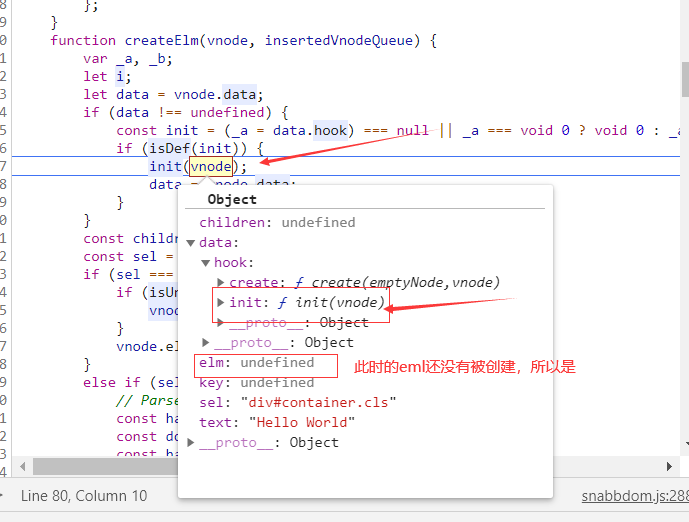 };
0 }
0 function createElm(vnode, insertedVnodeQueue) {
1 var _a, _b;
2 let i;
3 let data = vnode.data;
4 if (data !== undefined) {
5 const init = (_a = data.hook) === null || _a === void 0 ? void 0 : _a
6 if (isDef(init)) {
7 init(vnode);
8 data = vnode.data;
9 }
0 }
1 const childr
2 const sel =
3 if (sel ===
4 if (isUn
5 vnod
6 }
7 vnode.el
8 }
9 else if (sel
0 // Parse
1 const ha
2 const do
3 const ha
4
Object
children: undefined
data:
hook:
create: ƒ create(emptyNode,vnode)
init: ƒ init(vnode)
__proto__: Object
__proto__: Object
elm: undefined
此时的eml还没有被创建，所以是
key: undefined
sel: "div#container.cls"
text: "Hello World"
__proto__: Object
Line 80, Column 10
snabbdom.js:288